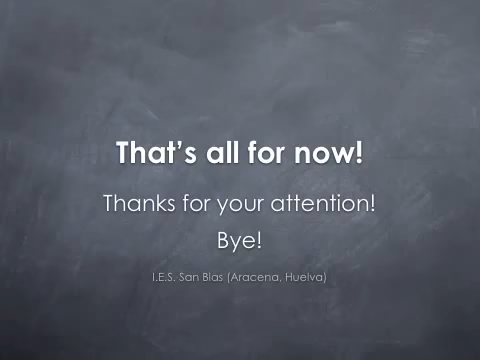 That’s all for now!
Thanks for your attention!
Bye!
I.E.S. San Blas (Aracena, Huelva)